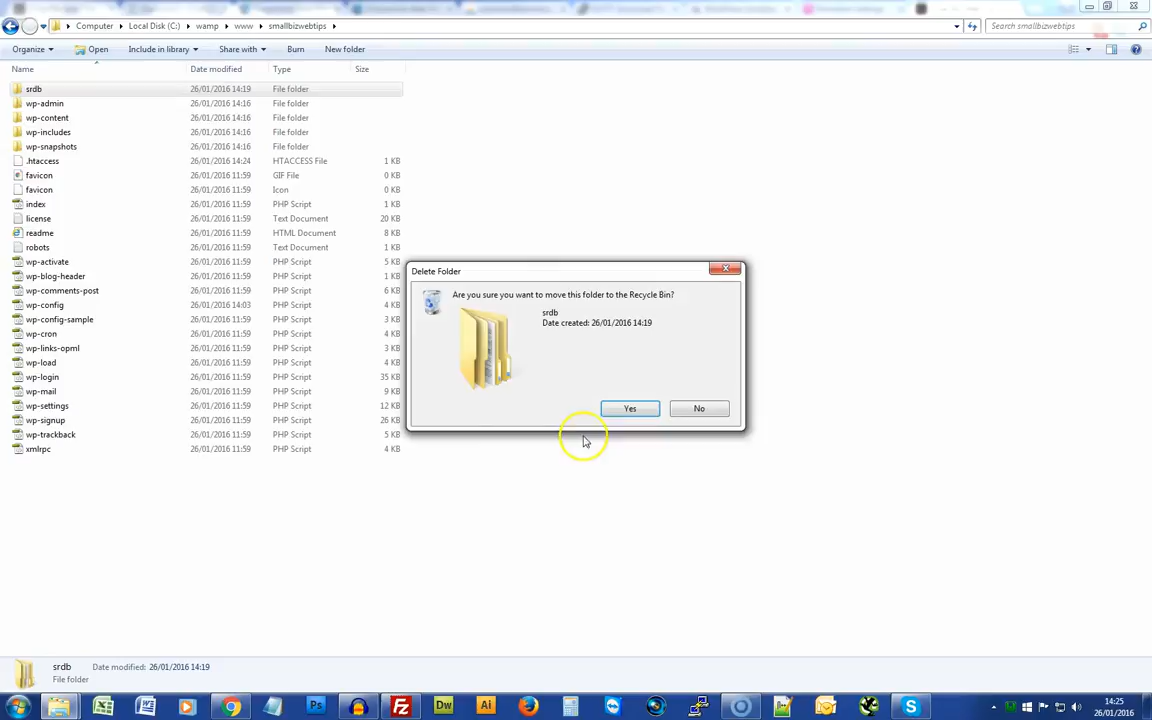 Computer ▸ Local Disk (C:) ▸ wamp ▸ www ▸ smallbizwebtips ▸ Search smallbizwebtips
Organize Open Include in library Share with Burn New folder
Name Date modified Type Size
srdb 26/01/2016 14:19 File folder
wp-admin 26/01/2016 14:16 File folder
wp-content 26/01/2016 14:16 File folder
wp-includes 26/01/2016 14:16 File folder
wp-snapshots 26/01/2016 14:16 File folder
.htaccess 26/01/2016 14:24 HTACCESS File 1 KB
favicon 26/01/2016 11:59 GIF File 0 KB
favicon 26/01/2016 11:59 Icon 0 KB
index 26/01/2016 11:59 PHP Script 1 KB
license 26/01/2016 11:59 Text Document 20 KB
readme 26/01/2016 11:59 HTML Document 8 KB
robots 26/01/2016 11:59 Text Document 1 KB
wp-activate 26/01/2016 11:59 PHP Script 5 KB
wp-blog-header 26/01/2016 11:59 PHP Script 1 KB
wp-comments-post 26/01/2016 11:59 PHP Script 6 KB
wp-config 26/01/2016 14:03 PHP Script 4 KB
wp-config-sample 26/01/2016 11:59 PHP Script 3 KB
wp-cron 26/01/2016 11:59 PHP Script 4 KB
wp-links-opml 26/01/2016 11:59 PHP Script 3 KB
wp-load 26/01/2016 11:59 PHP Script 4 KB
wp-login 26/01/2016 11:59 PHP Script 35 KB
wp-mail 26/01/2016 11:59 PHP Script 9 KB
wp-settings 26/01/2016 11:59 PHP Script 12 KB
wp-signup 26/01/2016 11:59 PHP Script 26 KB
wp-trackback 26/01/2016 11:59 PHP Script 5 KB
xmlrpc 26/01/2016 11:59 PHP Script 4 KB
Delete Folder
Are you sure you want to move this folder to the Recycle Bin?
srdb
Date created: 26/01/2016 14:19
Yes No
srdb Date modified: 26/01/2016 14:19
File folder
Ps Fz Dw Ai
14:25
26/01/2016